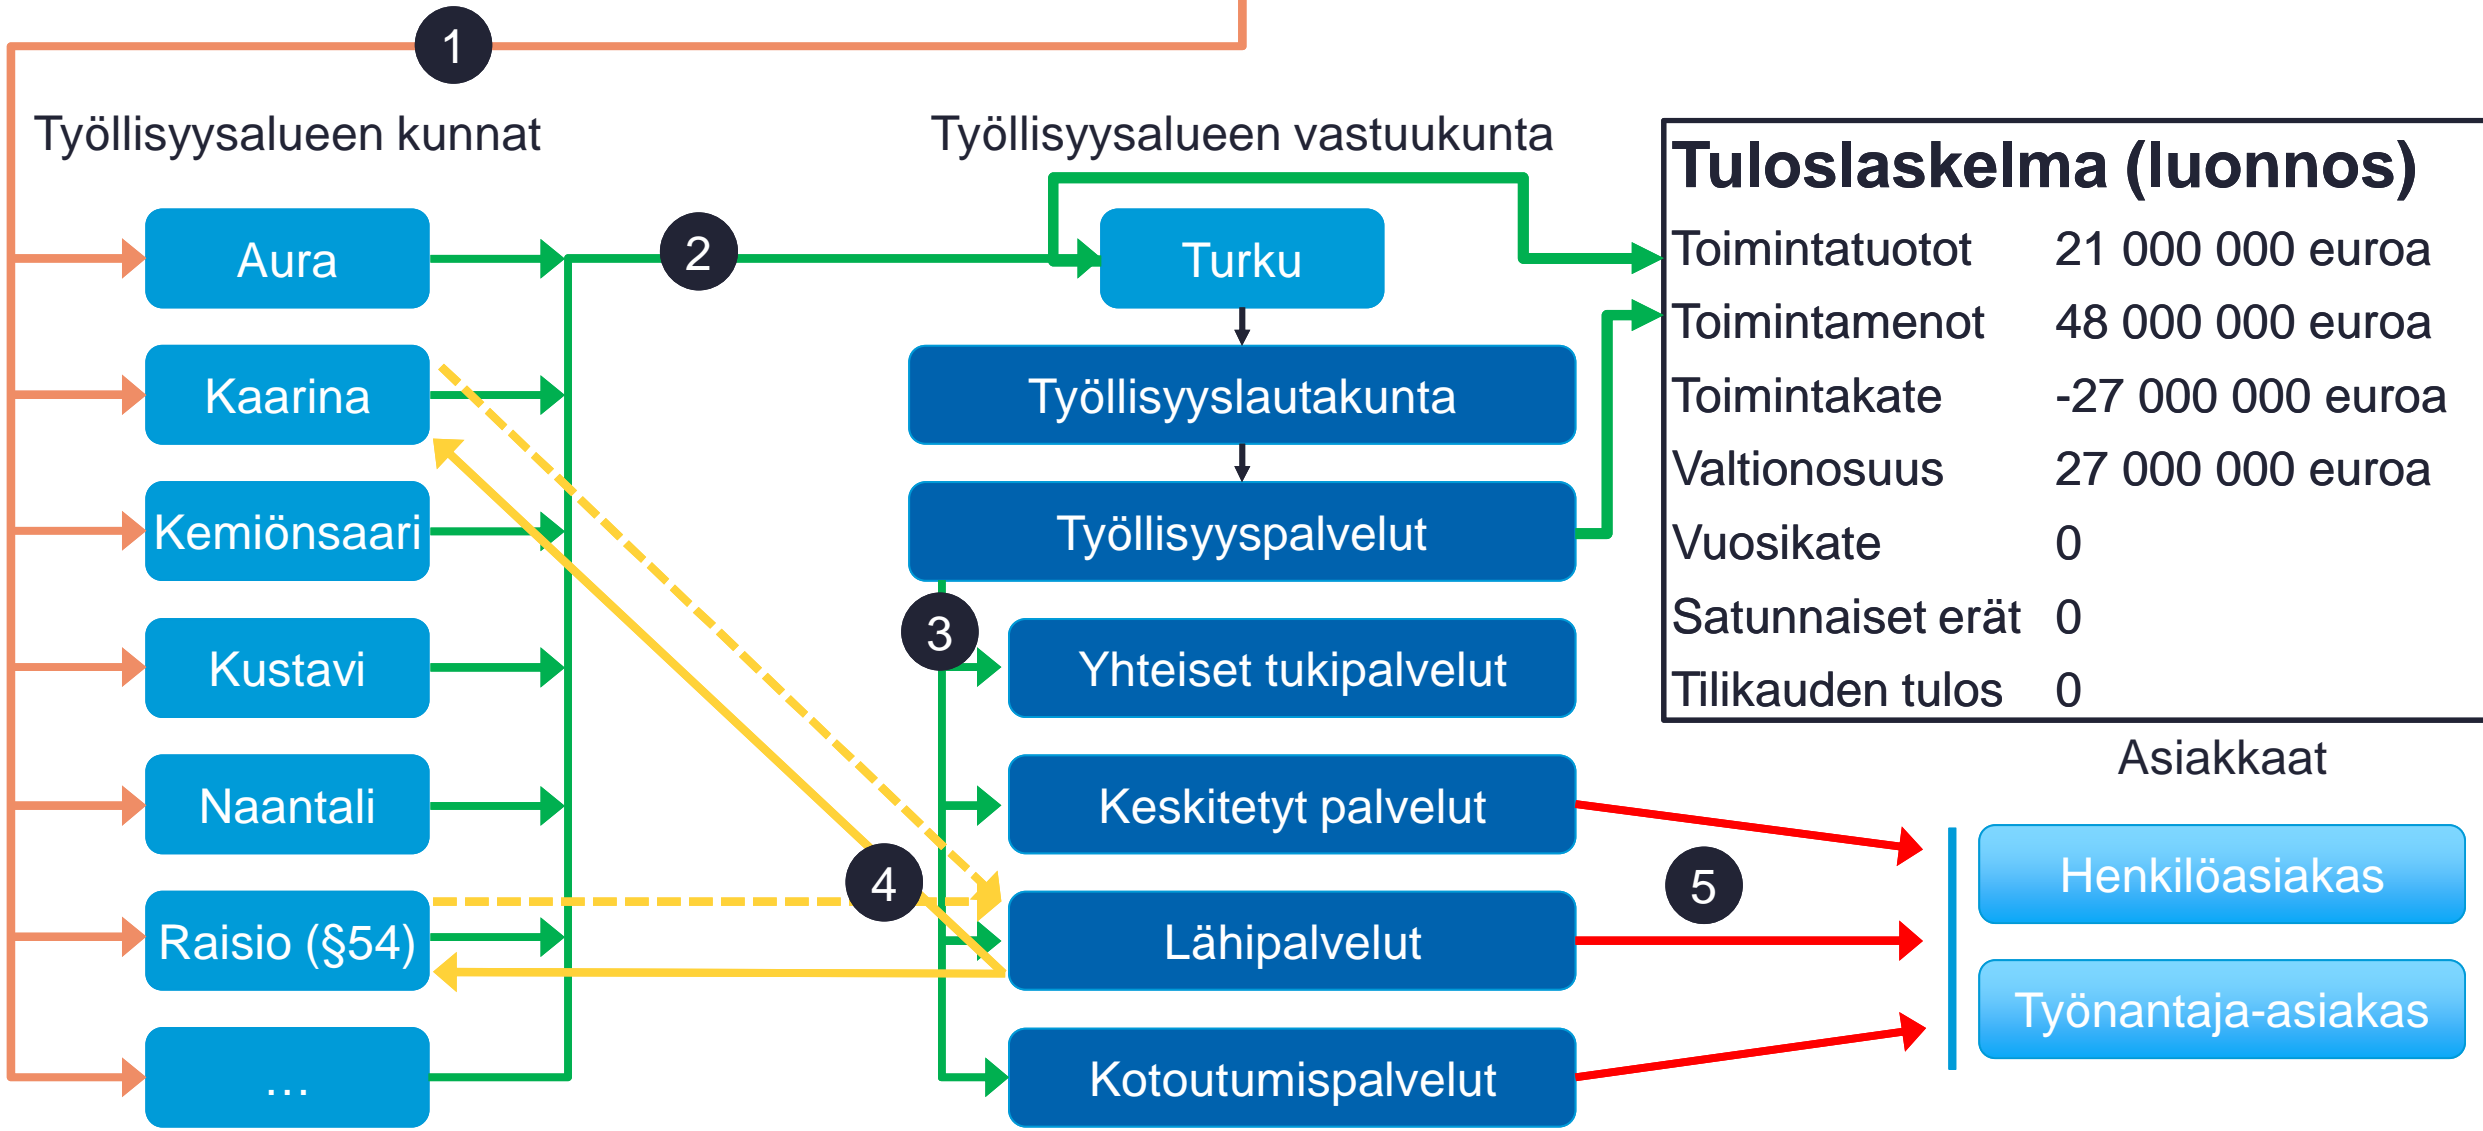 1
Työllisyysalueen kunnat
Aura
Kaarina
Kemiönsaari
Kustavi
Naantali
Raisio (§54)
...
2
Työllisyysalueen vastuukunta
Turku
Työllisyyslautakunta
Työllisyyspalvelut
3
Yhteiset tukipalvelut
Keskitetyt palvelut
4
Lähipalvelut
Kotoutumispalvelut
5
Tuloslaskelma (luonnos)
Toimintatuotot 21 000 000 euroa
Toimintamenot 48 000 000 euroa
Toimintakate -27 000 000 euroa
Valtionosuus 27 000 000 euroa
Vuosikate 0
Satunnaiset erät 0
Tilikauden tulos 0
Asiakkaat
Henkilöasiakas
Työnantaja-asiakas